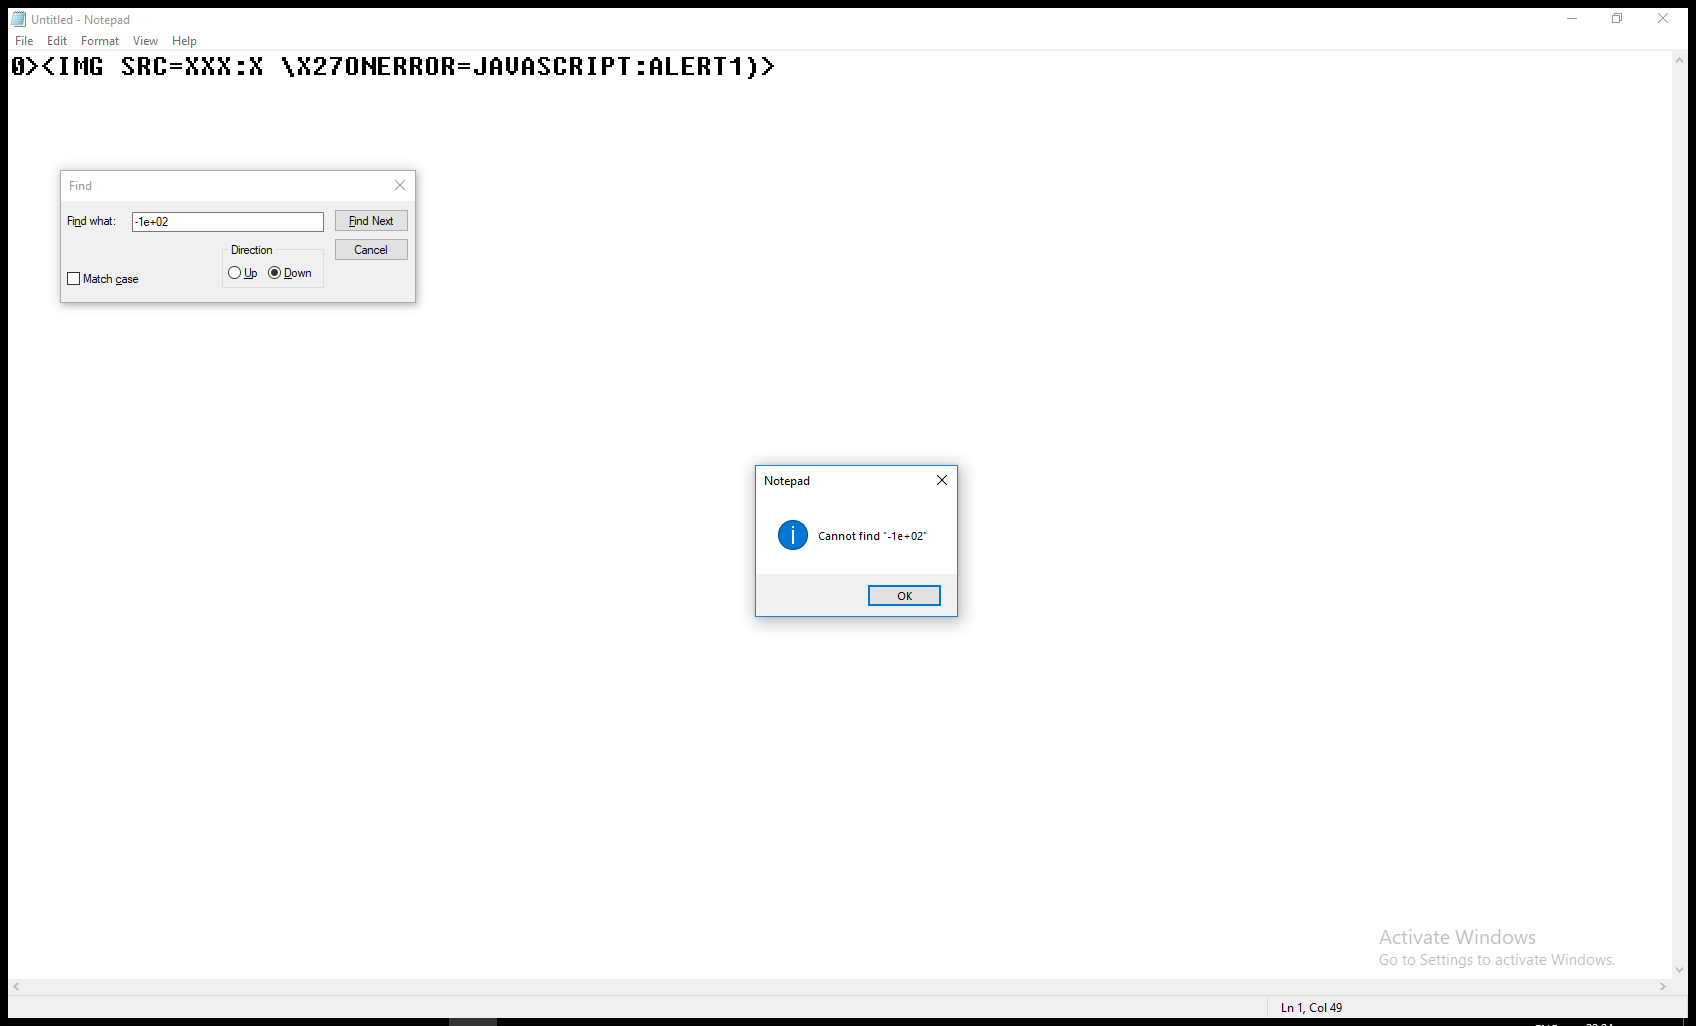 Untitled - Notepad
File Edit Format View Help
0><IMG SRC=XXX:X \X27ONERROR=JAVASCRIPT:ALERT1)>
Find
Find what: -1e+02 Find Next
Direction Cancel
Up Down
Match case
Notepad
Cannot find "-1e+02"
OK
Activate Windows
Go to Settings to activate Windows.
Ln 1, Col 49